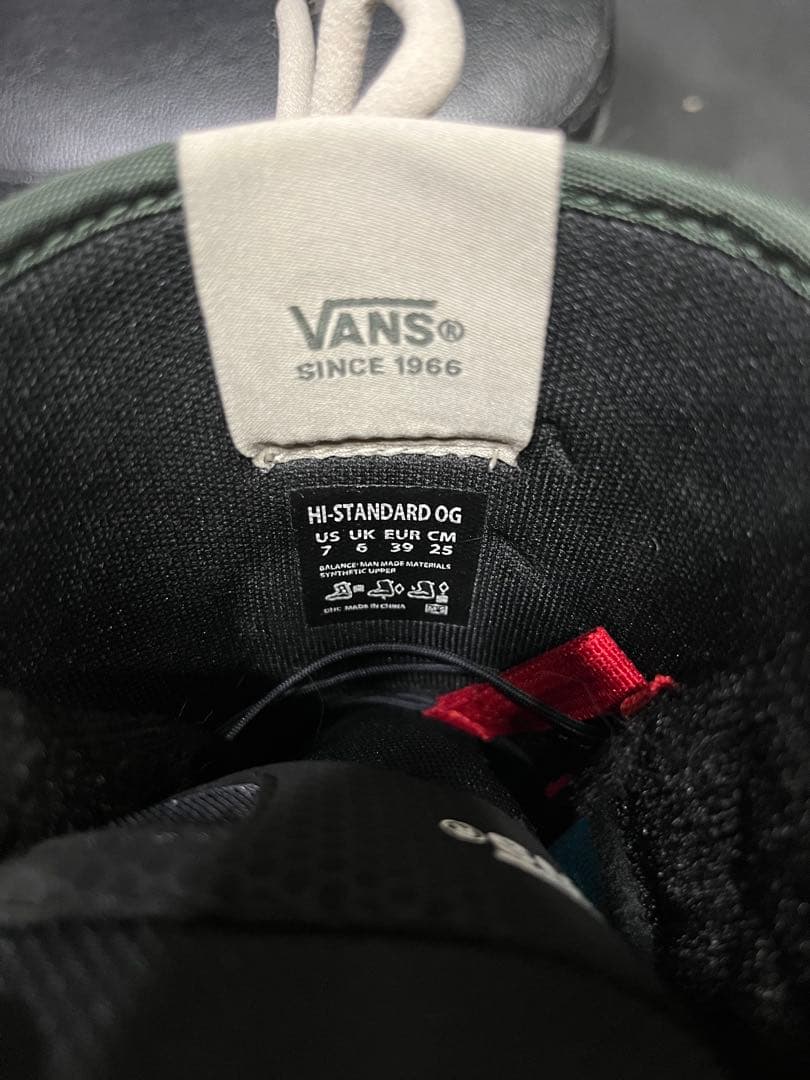 VANS®
SINCE 1966
HI-STANDARD OG
US UK EUR CM
7 6 39 25
BALANCE: MAN MADE MATERIALS
SYNTHETIC UPPER
DHC MADE IN CHINA